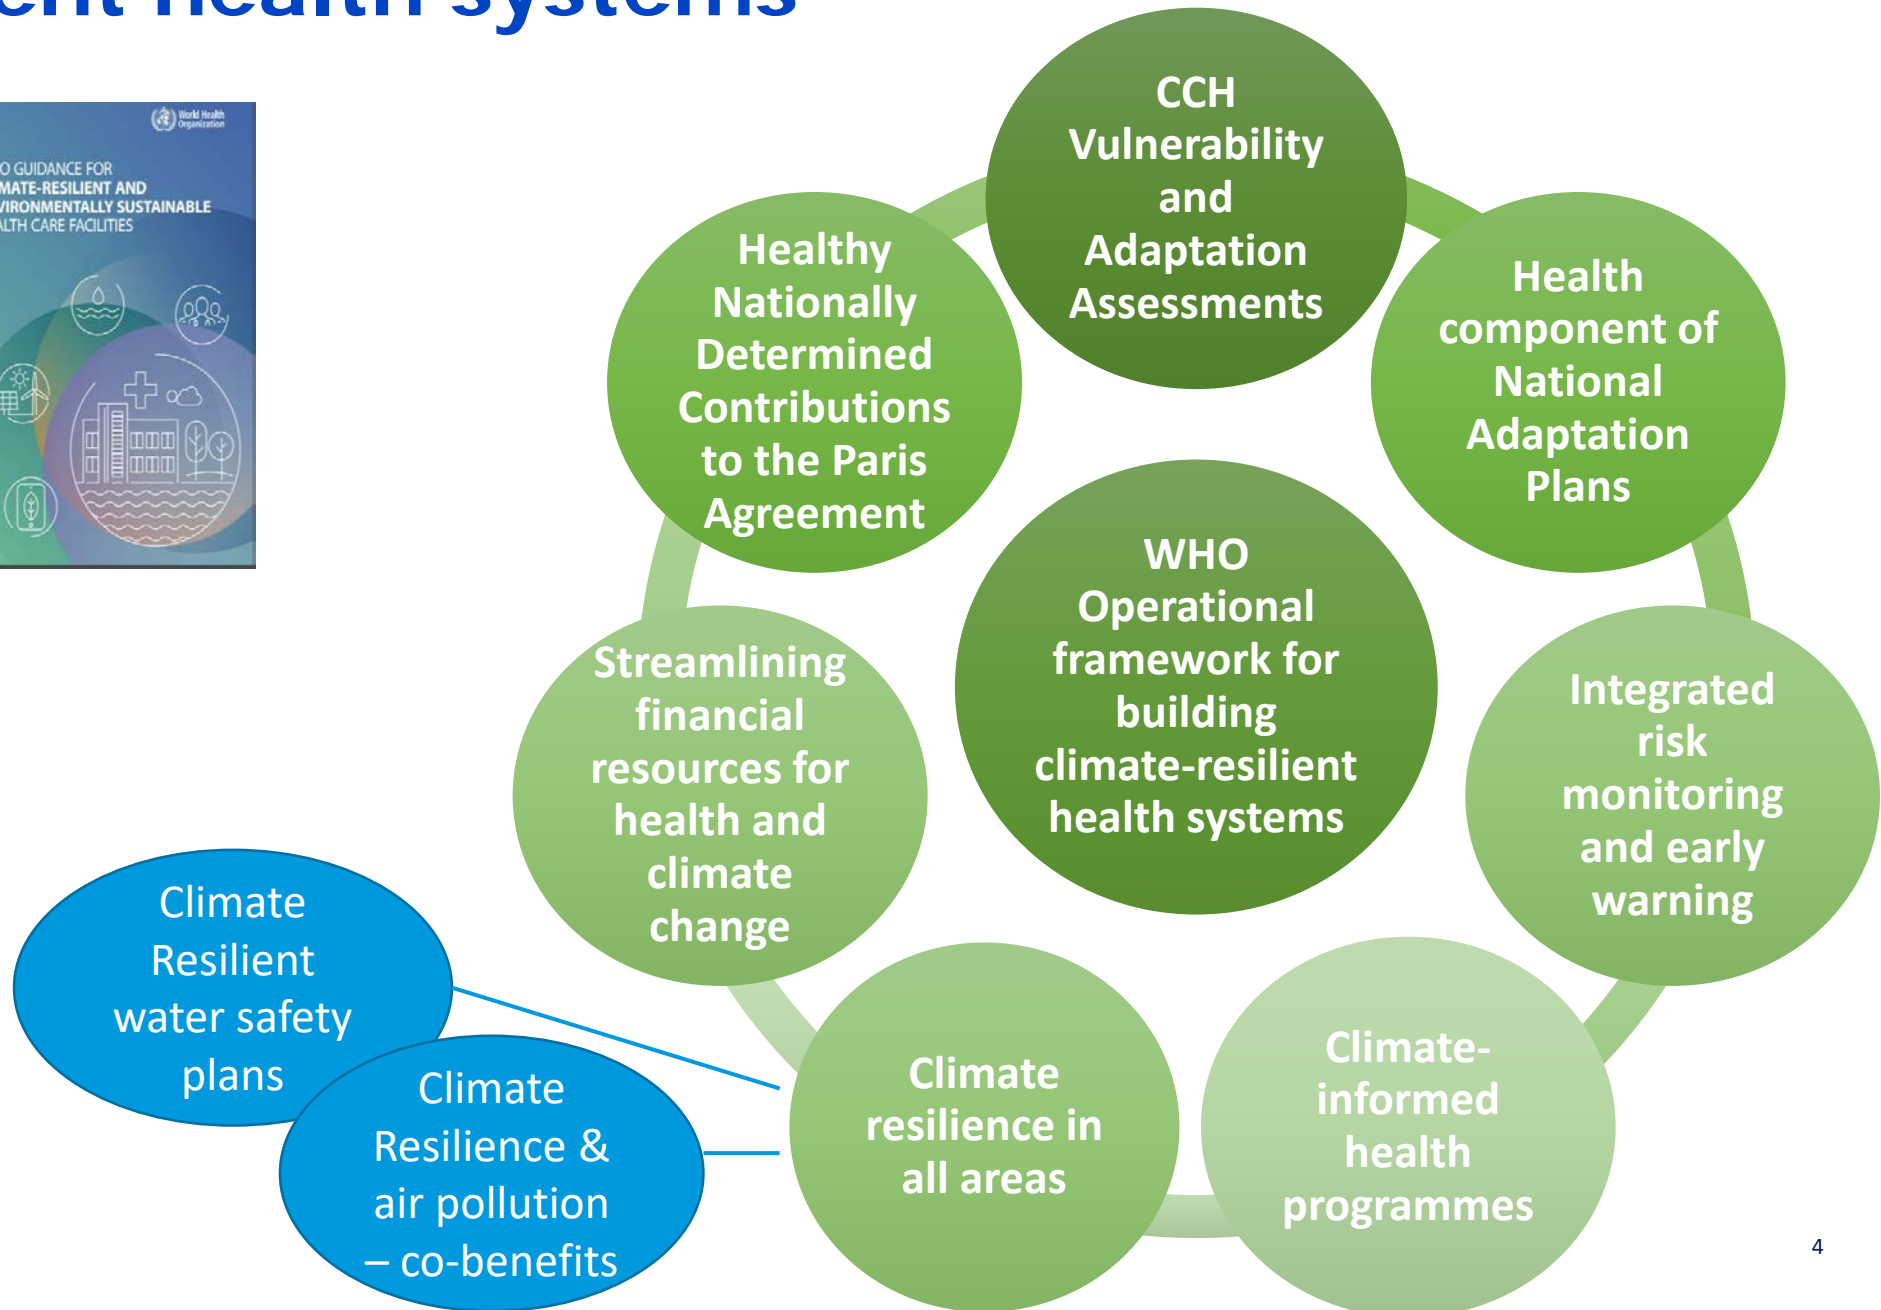 ent health systems
World Health
Organization
O GUIDANCE FOR
MATE-RESILIENT AND
VIRONMENTALLY SUSTAINABLE
ALTH CARE FACILITIES
CCH
Vulnerability
and
Adaptation
Assessments
Health
component of
National
Adaptation
Plans
Integrated
risk
monitoring
and early
warning
Climate-
informed
health
programmes
Climate
resilience in
all areas
Streamlining
financial
resources for
health and
climate
change
Healthy
Nationally
Determined
Contributions
to the Paris
Agreement
WHO
Operational
framework for
building
climate-resilient
health systems
Climate
Resilient
water safety
plans
Climate
Resilience &
air pollution
– co-benefits
4